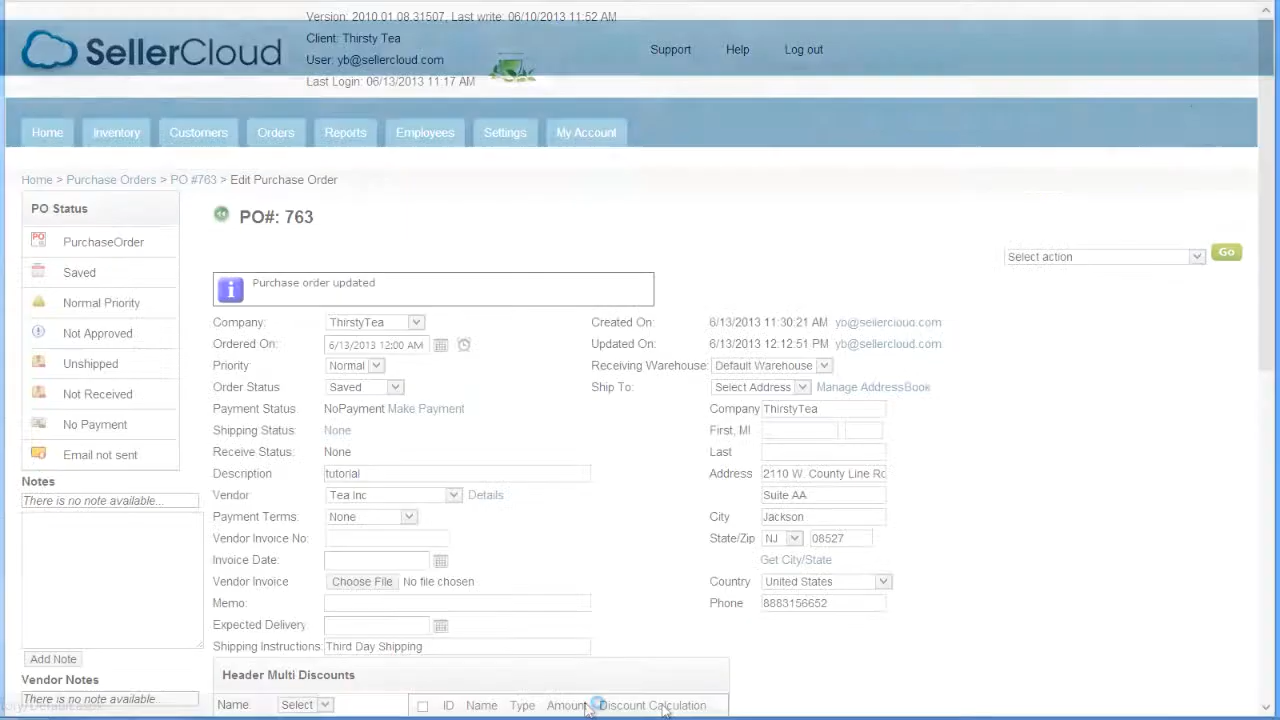 Version: 2010.01.08.31507, Last write: 06/10/2013 11:52 AM
SellerCloud
Client: Thirsty Tea
User: yb@sellercloud.com
Last Login: 06/13/2013 11:17 AM
Support Help Log out
Home Inventory Customers Orders Reports Employees Settings My Account
Home > Purchase Orders > PO #763 > Edit Purchase Order
PO Status
PO PurchaseOrder
Saved
Normal Priority
Not Approved
Unshipped
Not Received
No Payment
Email not sent
Notes
There is no note available...
Add Note
Vendor Notes
There is no note available...
PO#: 763
Select action Go
Purchase order updated
Company: ThirstyTea
Ordered On: 6/13/2013 12:00 AM
Priority Normal
Order Status Saved
Payment Status NoPayment Make Payment
Shipping Status: None
Receive Status: None
Description tutorial
Vendor Tea Inc Details
Payment Terms: None
Vendor Invoice No:
Invoice Date:
Vendor Invoice Choose File No file chosen
Memo:
Expected Delivery
Shipping Instructions: Third Day Shipping
Created On: 6/13/2013 11:30:21 AM yb@sellercloud.com
Updated On: 6/13/2013 12:12:51 PM yb@sellercloud.com
Receiving Warehouse: Default Warehouse
Ship To: Select Address Manage AddressBook
Company ThirstyTea
First, MI
Last
Address 2110 W. County Line Rd
Suite AA
City Jackson
State/Zip NJ 08527
Get City/State
Country United States
Phone 8883156652
Header Multi Discounts
Name: Select ID Name Type Amount Discount Calculation